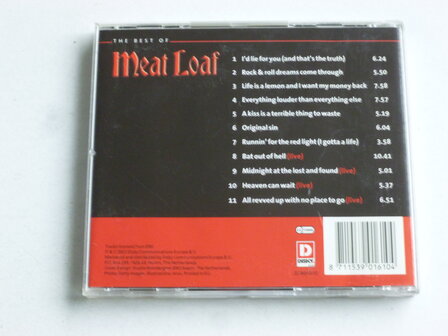 THE BEST OF
Meat Loaf
1 I'd lie for you (and that's the truth) 6.24
2 Rock & roll dreams come through 5.50
3 Life is a lemon and I want my money back 7.58
4 Everything louder than everything else 7.57
5 A kiss is a terrible thing to waste 5.19
6 Original sin 6.04
7 Runnin' for the red light (I gotta a life) 3.58
8 Bat out of hell (live) 10.41
9 Midnight at the lost and found (live) 5.01
10 Heaven can wait (live) 5.37
11 All revved up with no place to go (live) 6.51
D
DISKY
8 711539 016104